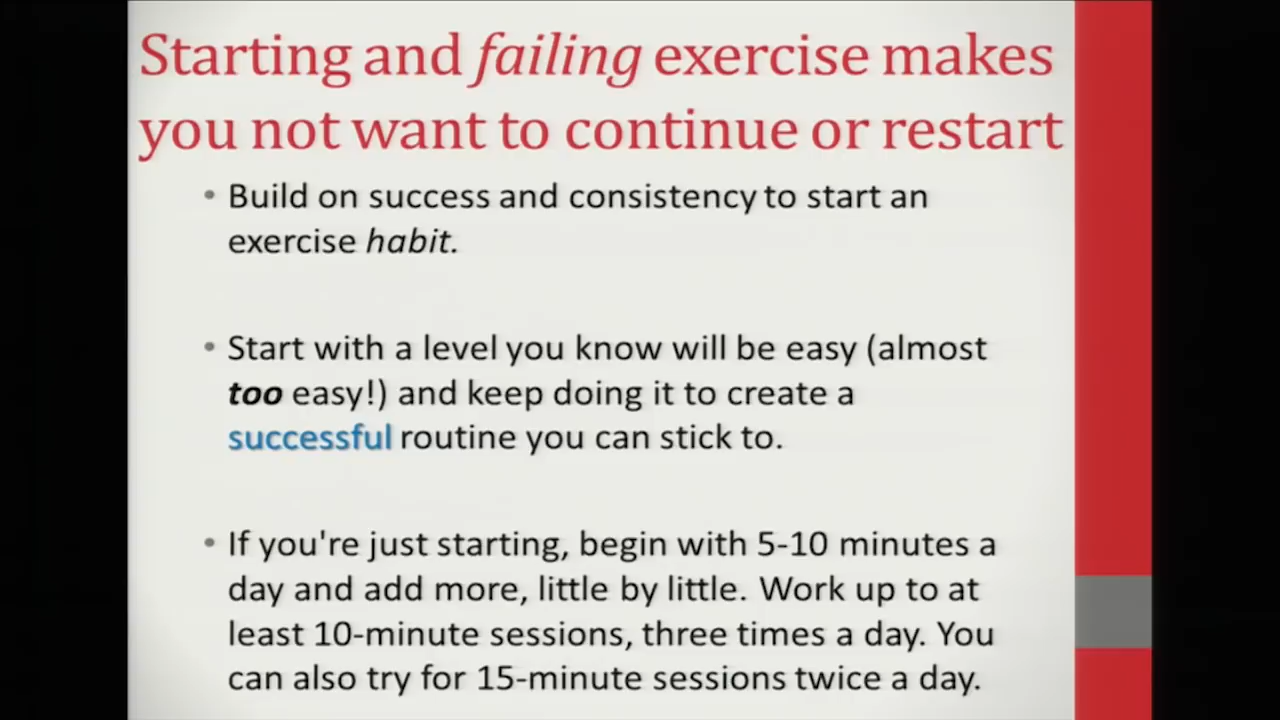 Starting and failing exercise makes
you not want to continue or restart
• Build on success and consistency to start an
exercise habit.
• Start with a level you know will be easy (almost
too easy!) and keep doing it to create a
successful routine you can stick to.
• If you're just starting, begin with 5-10 minutes a
day and add more, little by little. Work up to at
least 10-minute sessions, three times a day. You
can also try for 15-minute sessions twice a day.